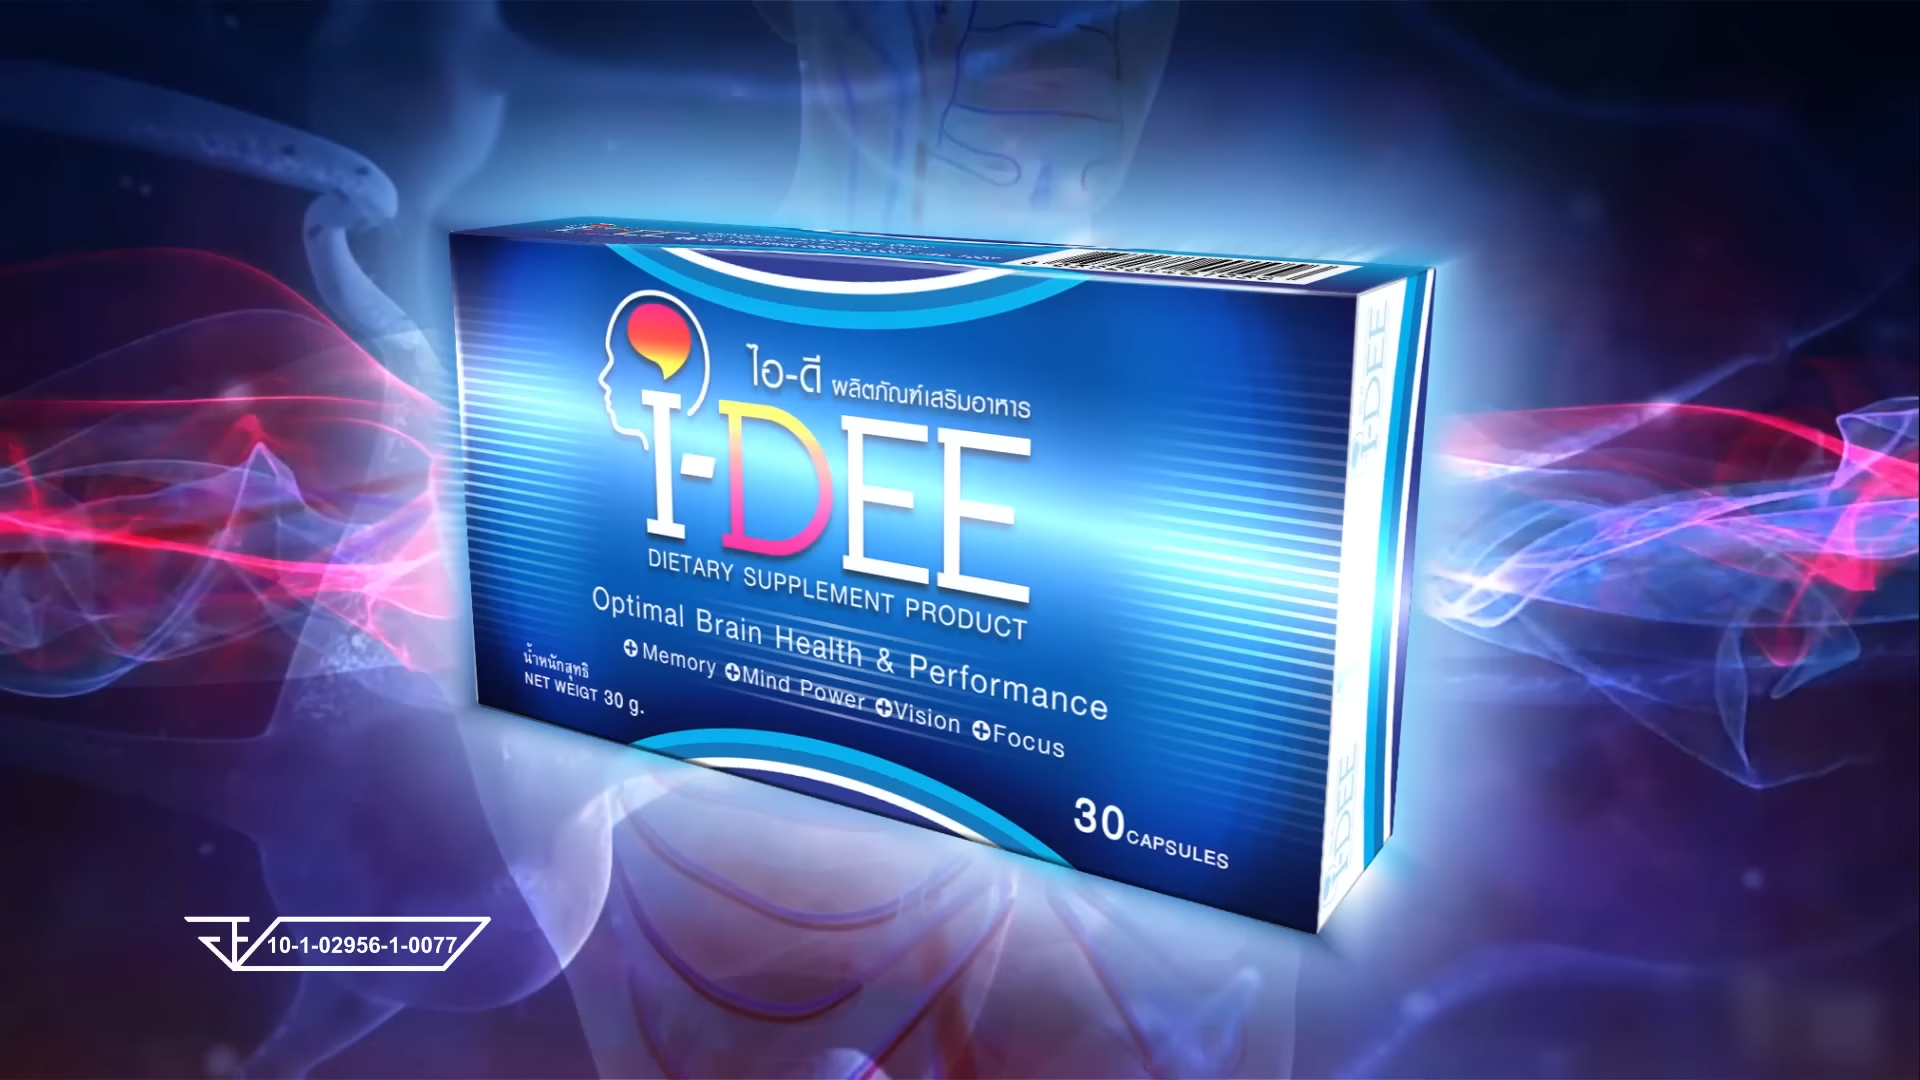 ไอ-ดี ผลิตภัณฑ์เสริมอาหาร
I-DEE
DIETARY SUPPLEMENT PRODUCT
Optimal Brain Health & Performance
Memory Mind Power Vision Focus
น้ำหนักสุทธิ
NET WEIGT 30 g.
30 CAPSULES
I-DEE
I-DEE
10-1-02956-1-0077